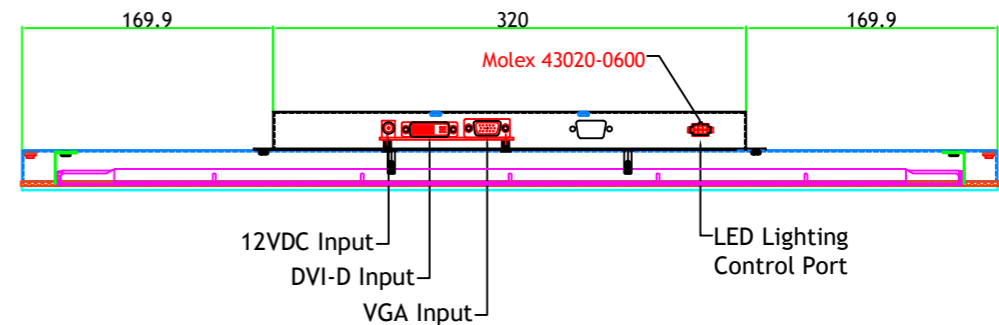 169.9
320
169.9
Molex 43020-0600
12VDC Input
DVI-D Input
VGA Input
LED Lighting
Control Port